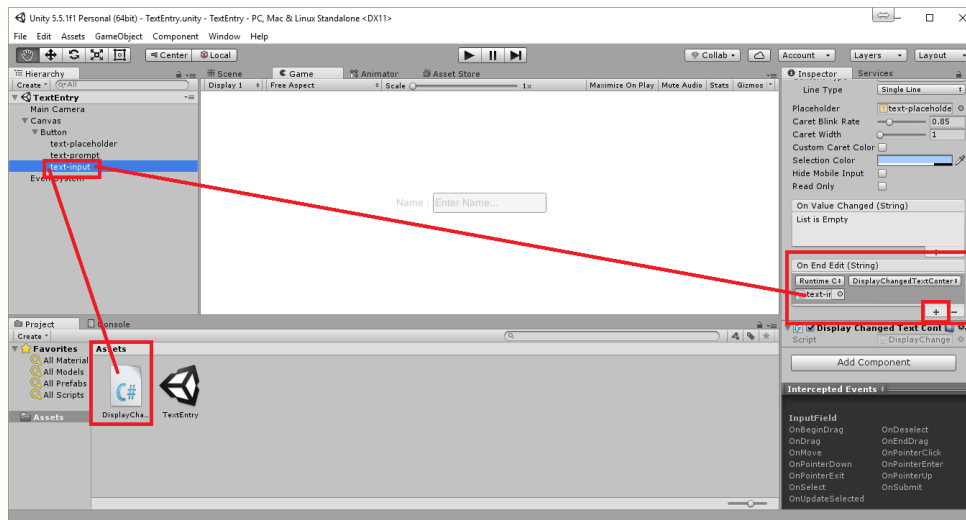 Unity 5.5.1f1 Personal (64bit) - TextEntry.unity - TextEntry - PC, Mac & Linux Standalone <DX11>
File Edit Assets GameObject Component Window Help
Center Local Collab Account Layers Layout
Hierarchy
Create All
TextEntry
Main Camera
Canvas
Button
text-placeholder
text-prompt
text-input
EventSystem
Scene Game Animator Asset Store
Display 1 Free Aspect Scale 1x Maximize On Play Mute Audio Stats Gizmos
Name : Enter Name...
Inspector Services
Line Type Single Line
Placeholder text-placeholde
Caret Blink Rate 0.85
Caret Width 1
Custom Caret Color
Selection Color
Hide Mobile Input
Read Only
On Value Changed (String)
List is Empty
On End Edit (String)
Runtime C DisplayChangedTextConter
text-ir
+ -
Display Changed Text Cont
Script DisplayChange
Add Component
Intercepted Events
InputField
OnBeginDrag OnDeselect
OnDrag OnEndDrag
OnMove OnPointerClick
OnPointerDown OnPointerEnter
OnPointerExit OnPointerUp
OnSelect OnSubmit
OnUpdateSelected
Project Console
Create
Favorites
All Material
All Models
All Prefabs
All Scripts
Assets
Assets
C#
DisplayCha... TextEntry